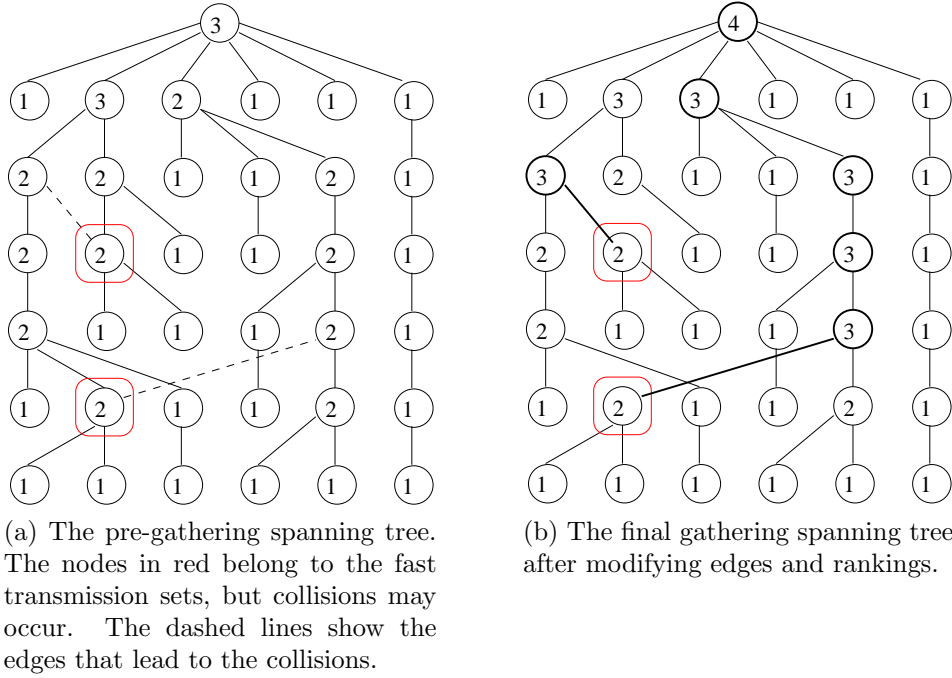 3 4
1 3 2 1 1 1 1 3 3 1 1 1
2 2 1 1 2 1 3 2 1 1 3 1
2 2 1 1 2 1 2 2 1 1 3 1
2 1 1 1 2 1 2 1 1 1 3 1
1 2 1 1 2 1 1 2 1 1 2 1
1 1 1 1 1 1 1 1 1 1 1 1
(a) The pre-gathering spanning tree.
The nodes in red belong to the fast
transmission sets, but collisions may
occur. The dashed lines show the
edges that lead to the collisions.
(b) The final gathering spanning tree
after modifying edges and rankings.